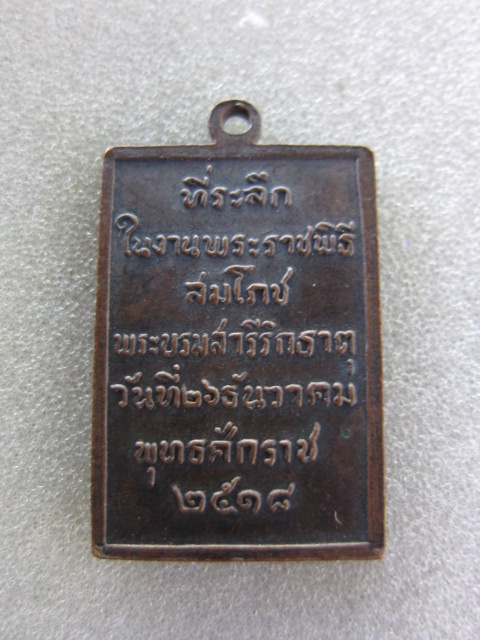 ที่ระลึก
ในงานพระราชพิธี
สมโภช
พระบรมสารีริกธาตุ
วันที่๒๖ธันวาคม
พุทธศักราช
๒๕๑๘